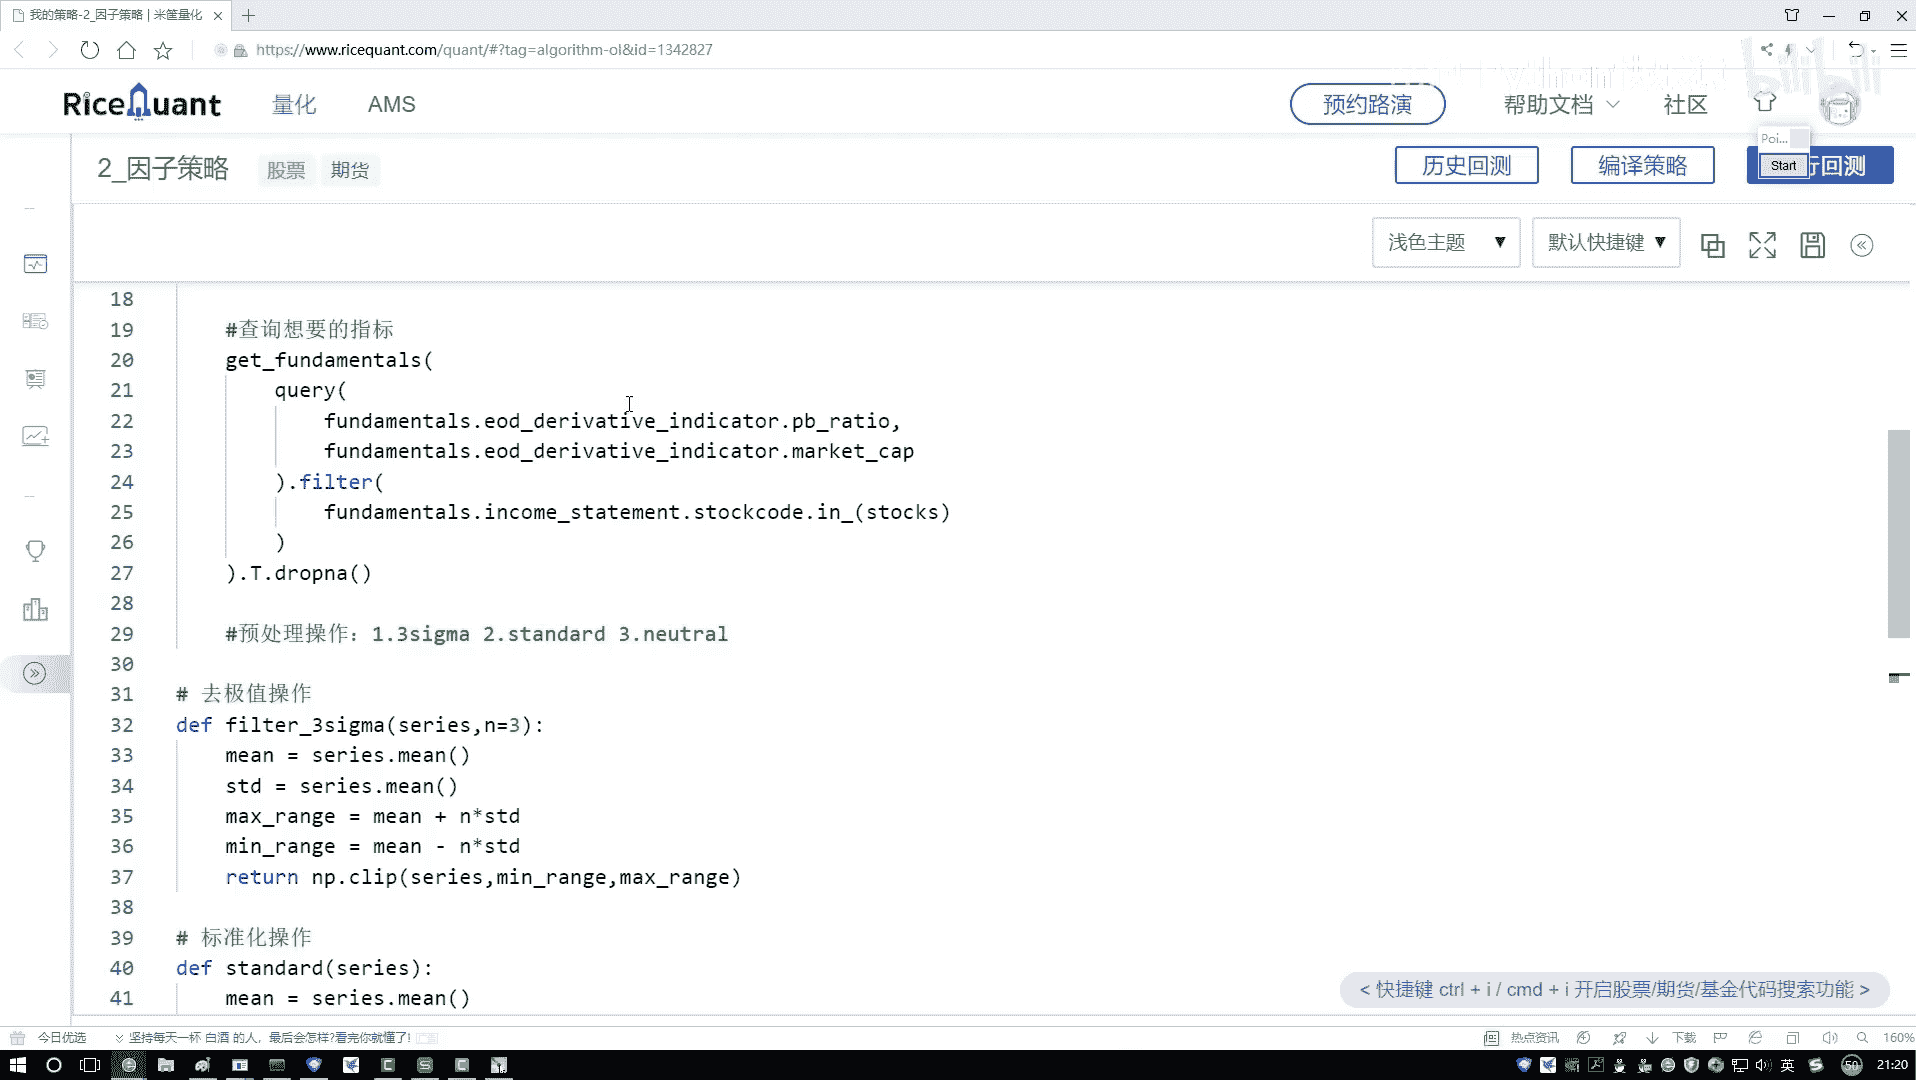 我的策略-2_因子策略 | 米筐量化
https://www.ricequant.com/quant/#?tag=algorithm-ol&id=1342827
RiceQuant 量化 AMS 预约路演 帮助文档 社区
Poi...
2_因子策略 股票 期货 历史回测 编译策略 Start 行回测
浅色主题 ▼ 默认快捷键 ▼
18
19 #查询想要的指标
20 get_fundamentals(
21 query(
22 fundamentals.eod_derivative_indicator.pb_ratio,
23 fundamentals.eod_derivative_indicator.market_cap
24 ).filter(
25 fundamentals.income_statement.stockcode.in_(stocks)
26 )
27 ).T.dropna()
28
29 #预处理操作：1.3sigma 2.standard 3.neutral
30
31 # 去极值操作
32 def filter_3sigma(series,n=3):
33 mean = series.mean()
34 std = series.mean()
35 max_range = mean + n*std
36 min_range = mean - n*std
37 return np.clip(series,min_range,max_range)
38
39 # 标准化操作
40 def standard(series):
41 mean = series.mean()
< 快捷键 ctrl + i / cmd + i 开启股票/期货/基金代码搜索功能 >
今日优选 坚持每天一杯 白酒 的人，最后会怎样?看完你就懂了! 热点资讯 下载 160%
英 50 21:20